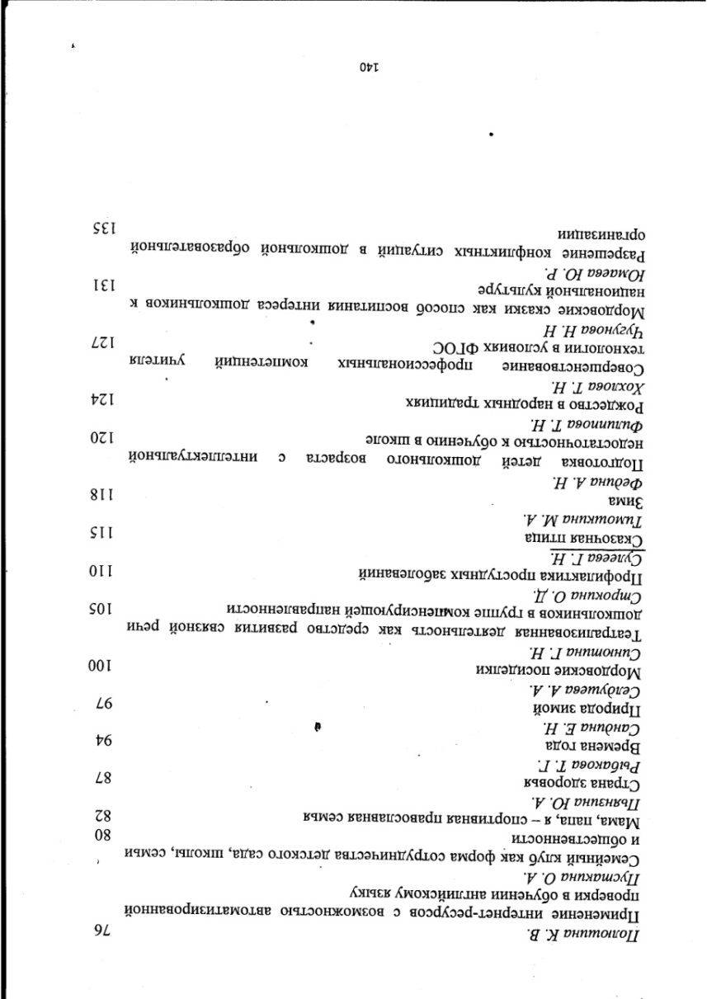 Полюшина К. В. 76
Применение интернет-ресурсов с возможностью автоматизированной
проверки в обучении английскому языку
Пустакина О. А.
Семейный клуб как форма сотрудничества детского сада, школы, семьи
и общественности 80
Мама, папа, я – спортивная православная семья 82
Пьянзина Ю. А.
Страна здоровья 87
Рыбакова Т. Г.
Времена года 94
Сандина Е. Н.
Природа зимой 97
Селдушева А. А.
Мордовские посиделки 100
Синютина Г. Н.
Театрализованная деятельность как средство развития связной речи
дошкольников в группе компенсирующей направленности 105
Строкина О. Д.
Профилактика простудных заболеваний 110
Сулеева Г. Н.
Сказочная птица 115
Тимошкина М. А.
Зима 118
Федина А. Н.
Подготовка детей дошкольного возраста с интеллектуальной
недостаточностью к обучению в школе 120
Филипова Т. Н.
Рождество в народных традициях 124
Хохлова Т. Н.
Совершенствование профессиональных компетенций учителя
технологии в условиях ФГОС 127
Чугунова Н. Н
Мордовские сказки как способ воспитания интереса дошкольников к
национальной культуре 131
Юмаева Ю. Р.
Разрешение конфликтных ситуаций в дошкольной образовательной
организации 135
140